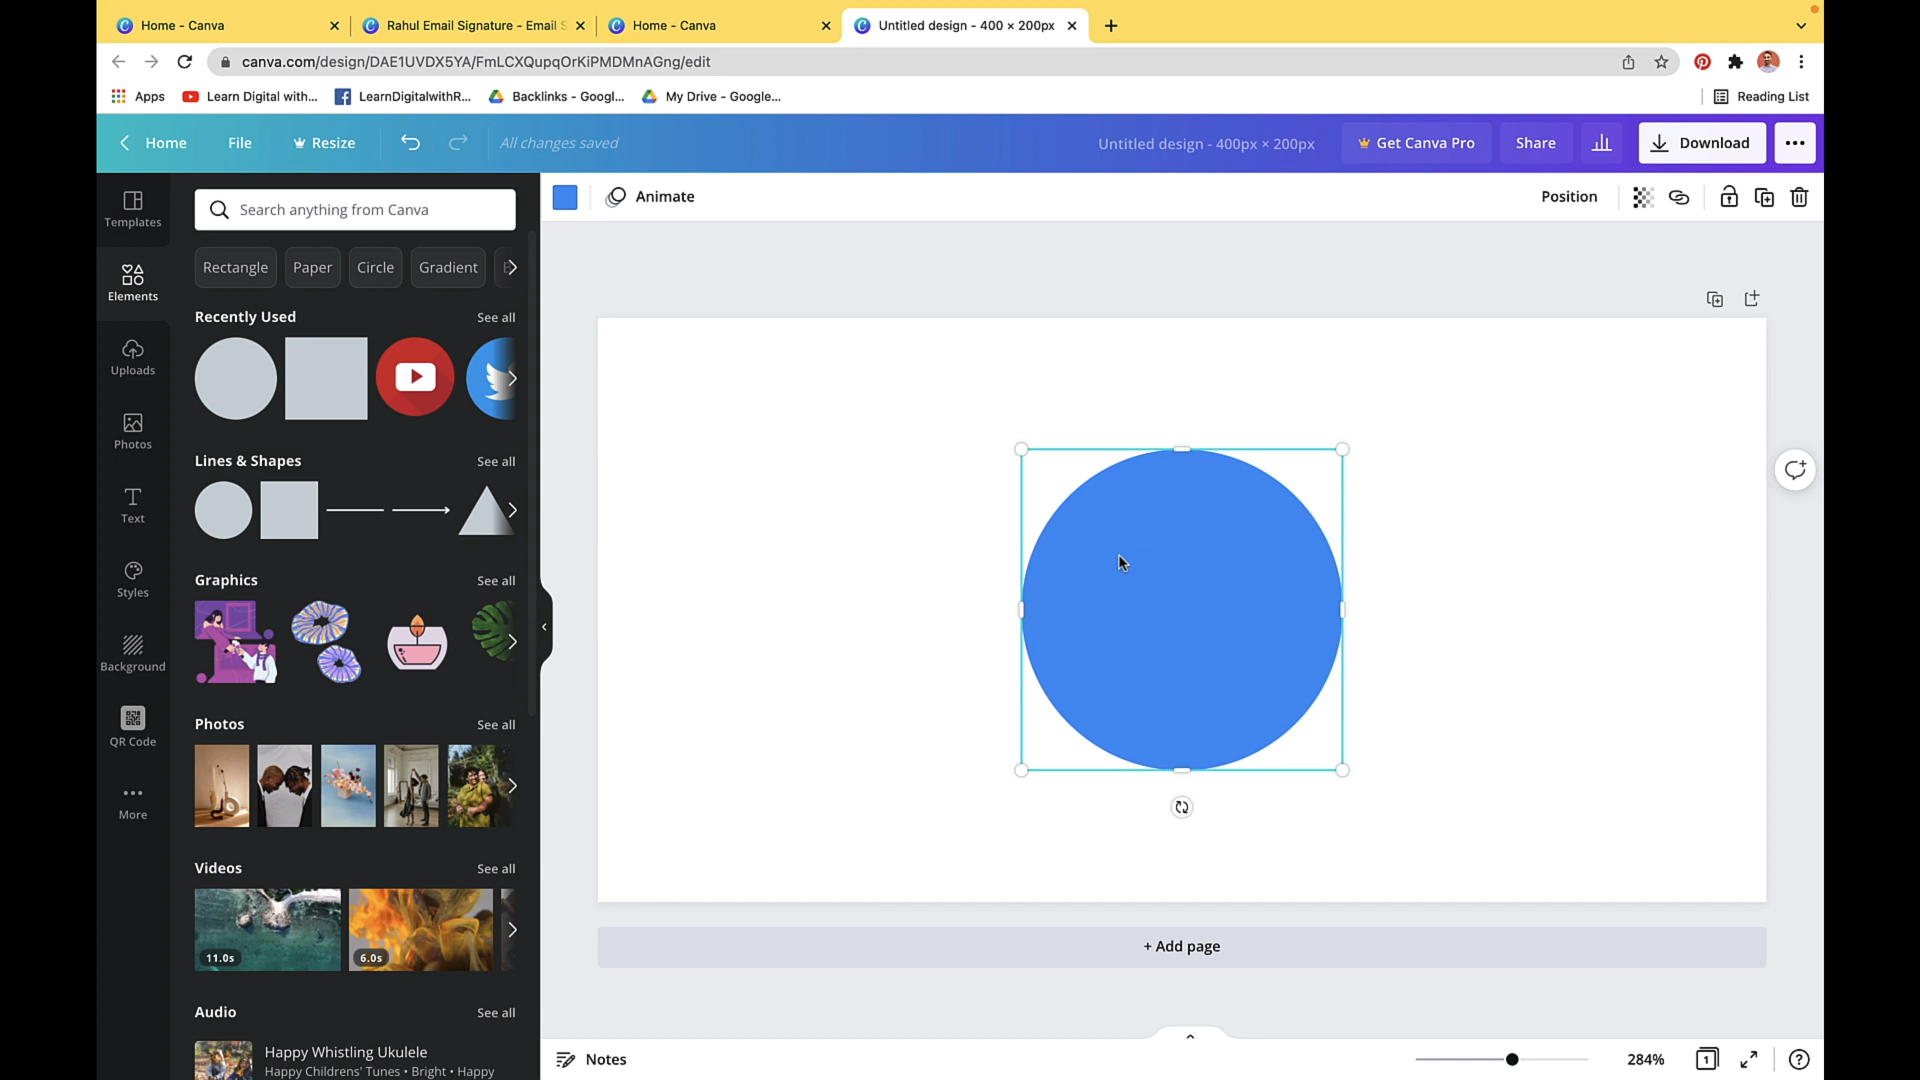 Home - Canva
Rahul Email Signature - Email S
Home - Canva
Untitled design - 400 × 200px
canva.com/design/DAE1UVDX5YA/FmLCXQupqOrKiPMDMnAGng/edit
Apps
Learn Digital with...
LearnDigitalwithR...
Backlinks - Googl...
My Drive - Google...
Reading List
Home
File
Resize
All changes saved
Untitled design - 400px × 200px
Get Canva Pro
Share
Download
Templates
Elements
Uploads
Photos
Text
Styles
Background
QR Code
More
Search anything from Canva
Rectangle
Paper
Circle
Gradient
Recently Used
See all
Lines & Shapes
See all
Graphics
See all
Photos
See all
Videos
See all
11.0s
6.0s
Audio
See all
Happy Whistling Ukulele
Happy Childrens' Tunes • Bright • Happy
Animate
Position
+ Add page
Notes
284%
1